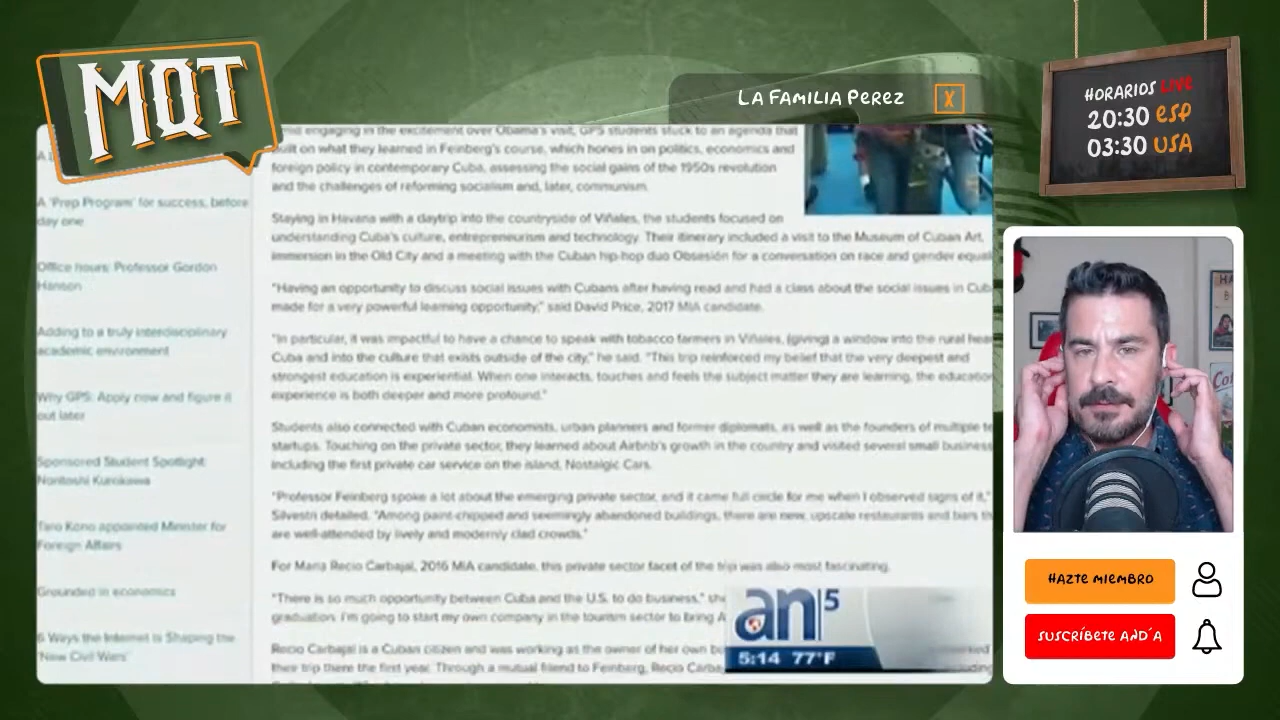 MQT
LA FAMILIA PEREZ
X
HORARIOS LIVE
20:30 ESP
03:30 USA
engaging in the excitement over Obama's visit, GPS students stuck to an agenda that
built on what they learned in Feinberg's course, which hones in on politics, economics and
foreign policy in contemporary Cuba, assessing the social gains of the 1950s revolution
and the challenges of reforming socialism and, later, communism.
Staying in Havana with a daytrip into the countryside of Viñales, the students focused on
understanding Cuba's culture, entrepreneurism and technology. Their itinerary included a visit to the Museum of Cuban Art,
immersion in the Old City and a meeting with the Cuban hip-hop duo Obsesión for a conversation on race and gender equal
"Having an opportunity to discuss social issues with Cubans after having read and had a class about the social issues in Cub
made for a very powerful learning opportunity," said David Price, 2017 MIA candidate.
"In particular, it was impactful to have a chance to speak with tobacco farmers in Viñales, (giving) a window into the rural hear
Cuba and into the culture that exists outside of the city," he said. "This trip reinforced my belief that the very deepest and
strongest education is experiential. When one interacts, touches and feels the subject matter they are learning, the education
experience is both deeper and more profound."
Students also connected with Cuban economists, urban planners and former diplomats, as well as the founders of multiple te
startups. Touching on the private sector, they learned about Airbnb's growth in the country and visited several small business
including the first private car service on the island, Nostalgic Cars.
"Professor Feinberg spoke a lot about the emerging private sector, and it came full circle for me when I observed signs of it,"
Silvestri detailed. "Among paint-chipped and seemingly abandoned buildings, there are new, upscale restaurants and bars th
are well-attended by lively and modernly clad crowds."
For Maria Recio Carbajal, 2016 MIA candidate, this private sector facet of the trip was also most fascinating.
"There is so much opportunity between Cuba and the U.S. to do business," she
graduation. I'm going to start my own company in the tourism sector to bring A
Recio Carbajal is a Cuban citizen and was working as the owner of her own b
their trip there the first year. Through a mutual friend to Feinberg, Recio Carba
A 'Prep Program' for success, before
day one
Office hours: Professor Gordon
Hanson
Adding to a truly interdisciplinary
academic environment
Why GPS: Apply now and figure it
out later
Sponsored Student Spotlight:
Noritoshi Kurokawa
Taro Kono appointed Minister for
Foreign Affairs
Grounded in economics
6 Ways the Internet is Shaping the
'New Civil Wars'
an 5
5:14 77°F
HAZTE MIEMBRO
SUSCRÍBETE AND'A